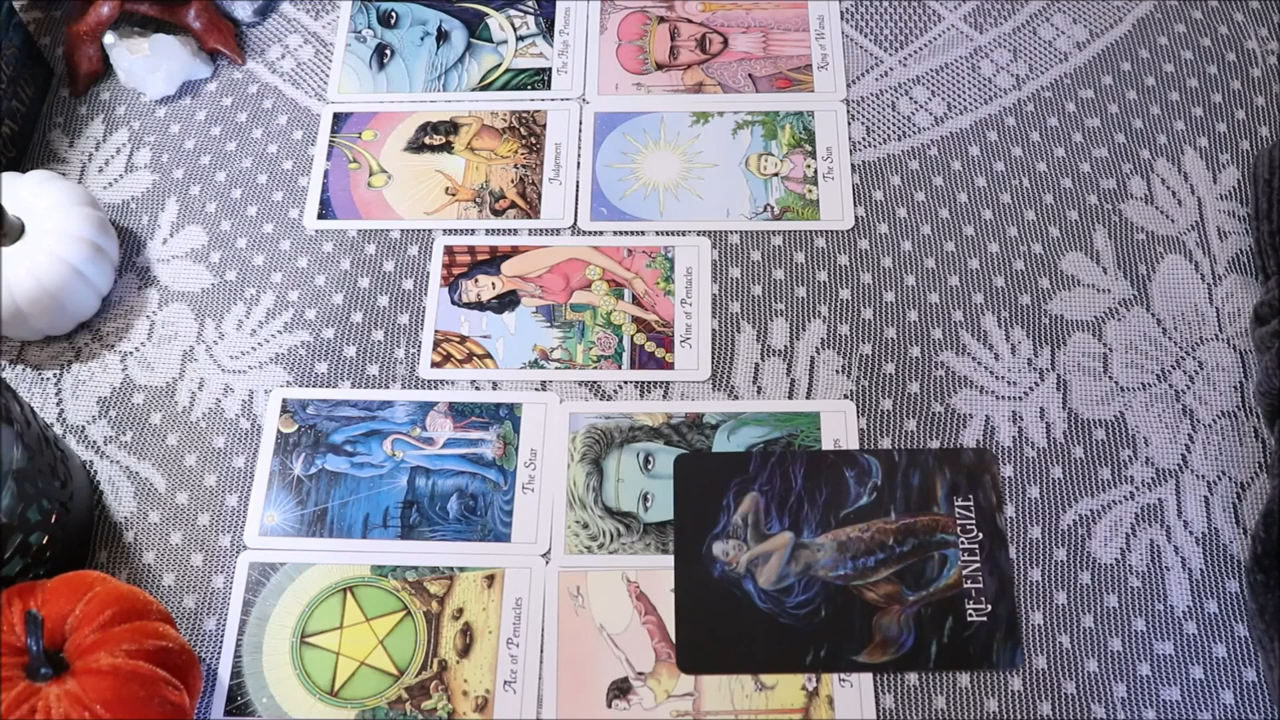 The High Priestess
King of Wands
Judgement
The Sun
Nine of Pentacles
The Star
ps
Ace of Pentacles
RE-ENERGIZE